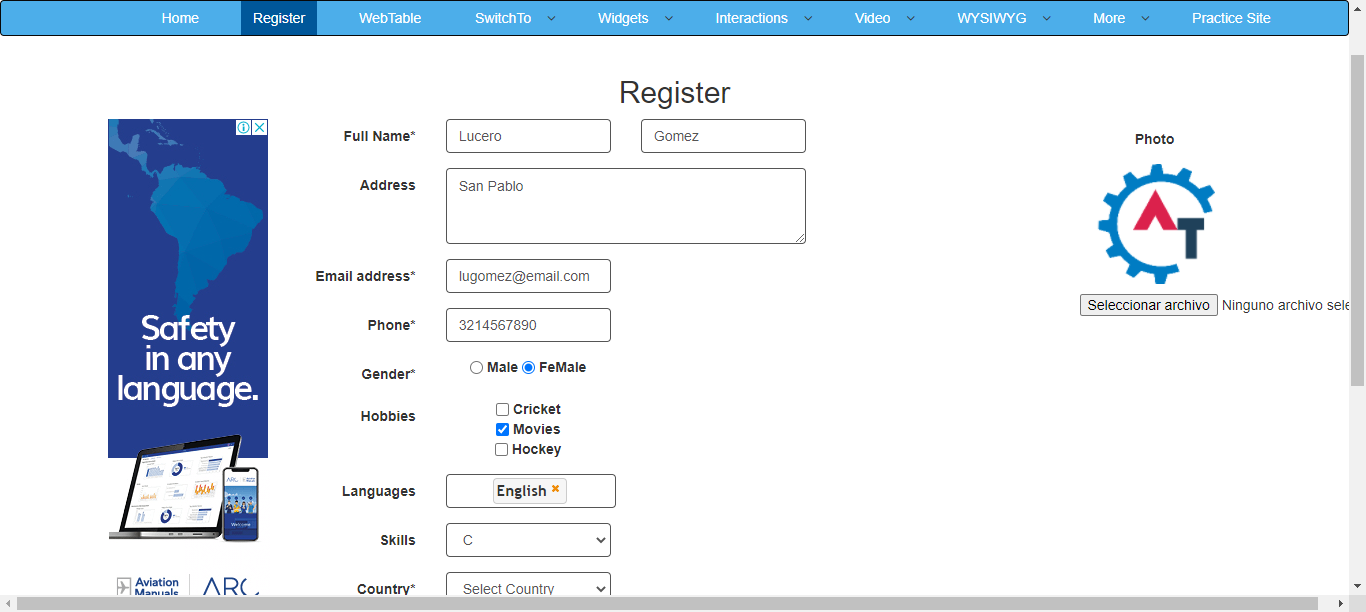 Home Register WebTable SwitchTo Widgets Interactions Video WYSIWYG More Practice Site
Register
Full Name* Lucero Gomez
Photo
Address San Pablo
AT
Email address* lugomez@email.com
Seleccionar archivo Ninguno archivo sele
Phone* 3214567890
Gender* Male FeMale
Hobbies Cricket
Movies
Hockey
Languages English
Skills C
Country* Select Country
Safety
in any
language.
Aviation
Manuals
ARC